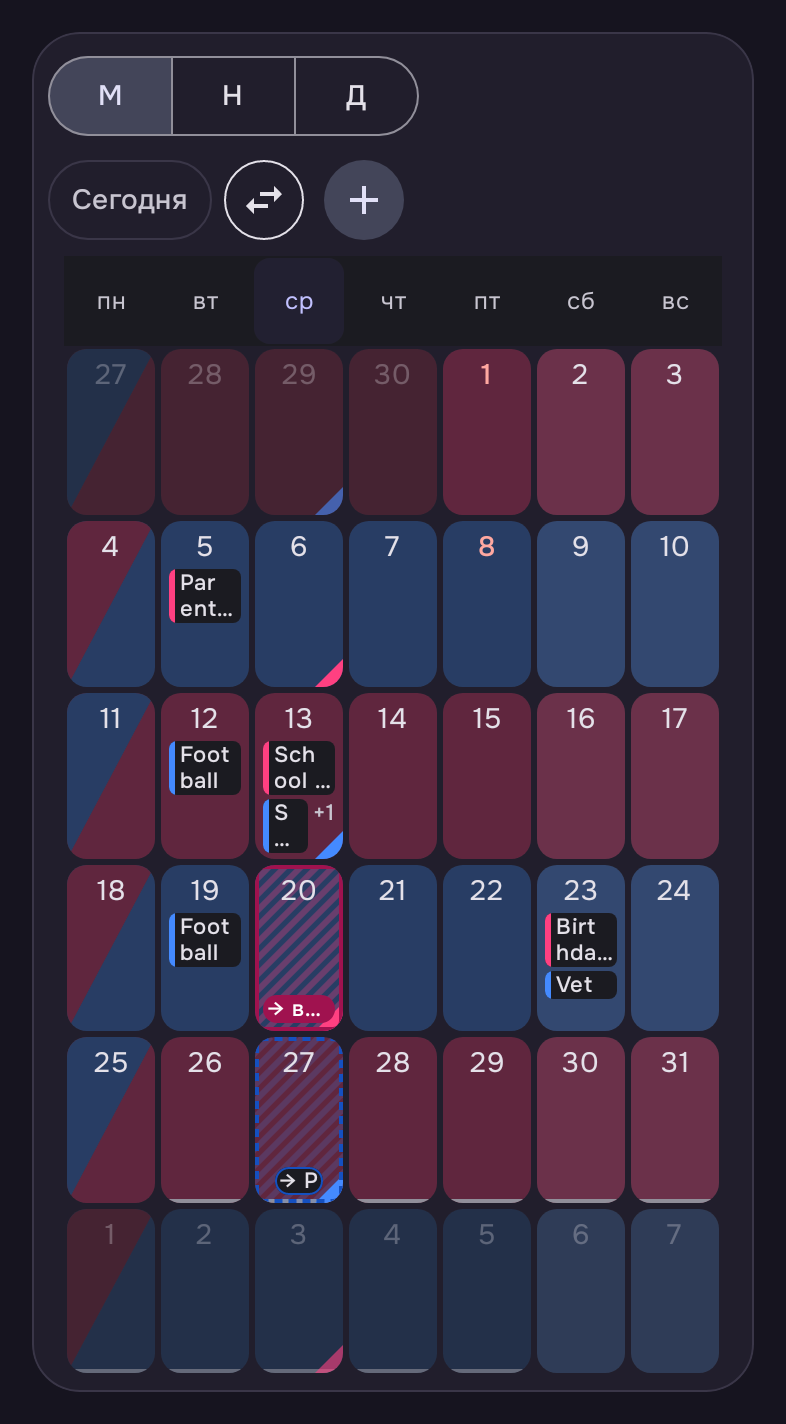 М Н Д
Сегодня
пн вт ср чт пт сб вс
27 28 29 30 1 2 3
4 5 6 7 8 9 10
Par
ent...
11 12 13 14 15 16 17
Foot
ball
Sch
ool ...
S
...
+1
18 19 20 21 22 23 24
Foot
ball
→ в...
Birt
hda...
Vet
25 26 27 28 29 30 31
→ Р
1 2 3 4 5 6 7